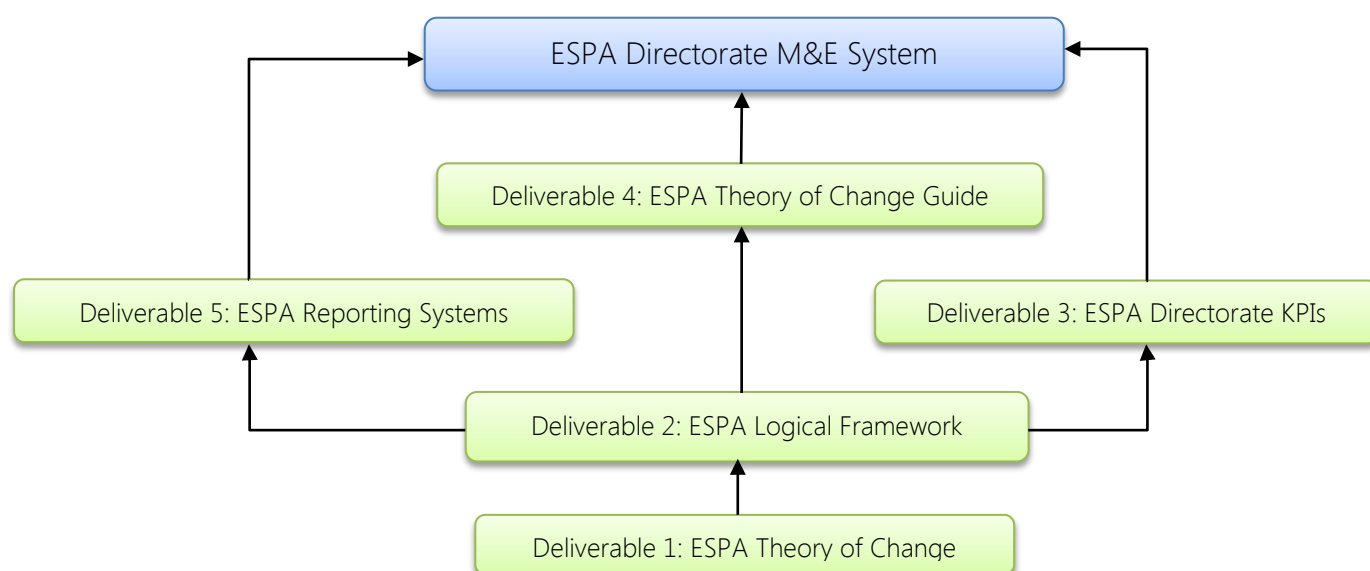 ESPA Directorate M&E System
Deliverable 4: ESPA Theory of Change Guide
Deliverable 5: ESPA Reporting Systems
Deliverable 3: ESPA Directorate KPIs
Deliverable 2: ESPA Logical Framework
Deliverable 1: ESPA Theory of Change